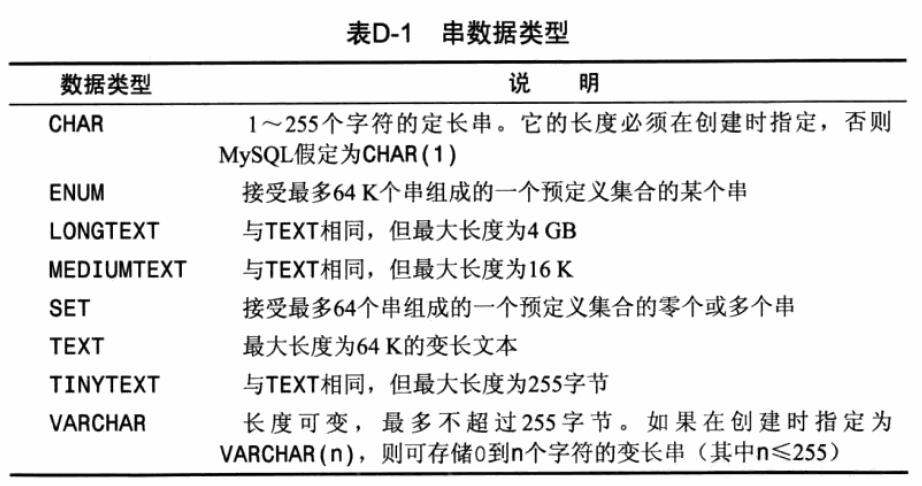 表D-1 串数据类型
数据类型 说 明
CHAR 1～255个字符的定长串。它的长度必须在创建时指定，否则
MySQL假定为CHAR(1)
ENUM 接受最多64 K个串组成的一个预定义集合的某个串
LONGTEXT 与TEXT相同，但最大长度为4 GB
MEDIUMTEXT 与TEXT相同，但最大长度为16 K
SET 接受最多64个串组成的一个预定义集合的零个或多个串
TEXT 最大长度为64 K的变长文本
TINYTEXT 与TEXT相同，但最大长度为255字节
VARCHAR 长度可变，最多不超过255字节。如果在创建时指定为
VARCHAR(n)，则可存储0到n个字符的变长串（其中n≤255）